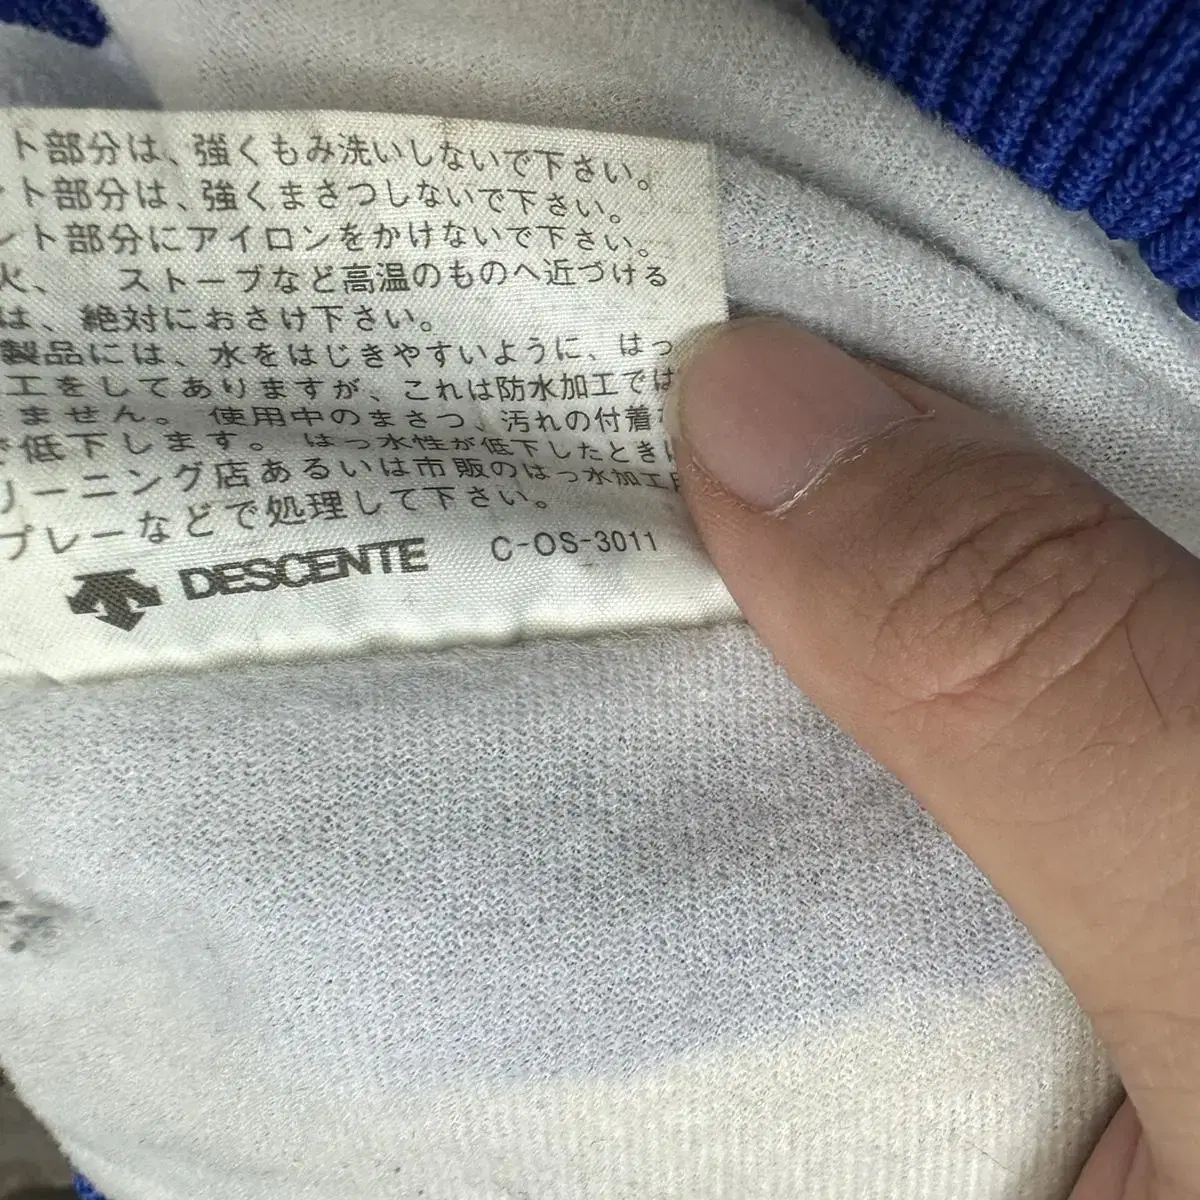 ト部分は、強くもみ洗いしないで下さい。
ント部分は、強くまさつしないで下さい。
ント部分にアイロンをかけないで下さい。
火、 ストーブなど高温のものへ近づける
は、絶対におさけ下さい。
製品には、水をはじきやすいように、はっ
工をしてありますが、これは防水加工では
ません。使用中のまさつ、汚れの付着
で低下します。はっ水性が低下したときは
リーニング店あるいは市販のはっ水加工用
プレーなどで処理して下さい。
DESCENTE C-OS-3011